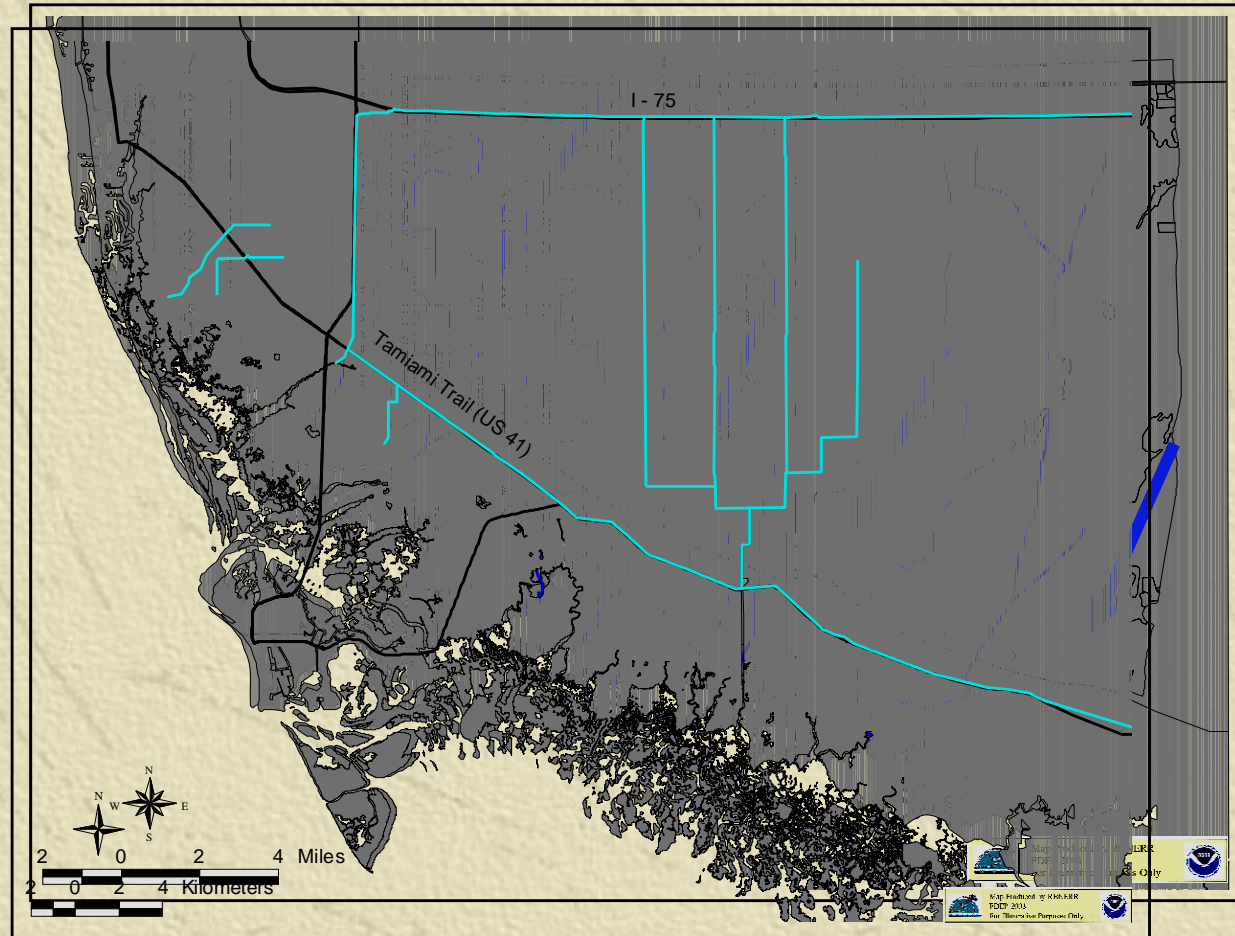 I - 75
Tamiami Trail (US 41)
N
N
W E
S
2 0 2 4 Miles
2 0 2 4 Kilometers
Map Produced by RBNERR
FDEP 2003
For Illustrative Purposes Only